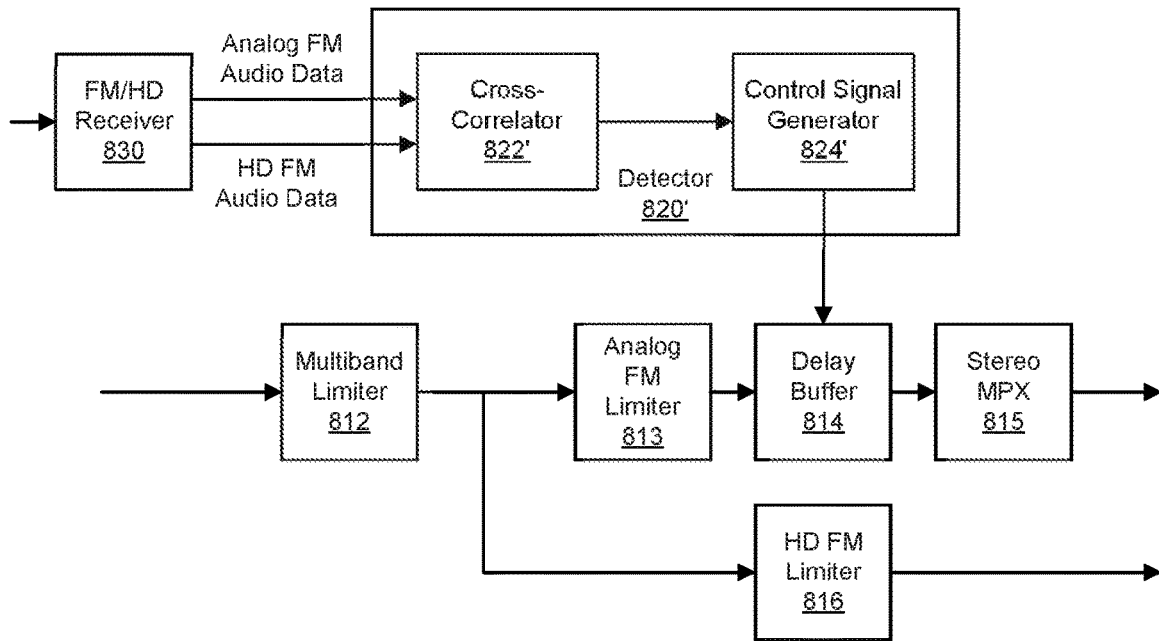 FM/HD
Receiver
830
Analog FM
Audio Data
HD FM
Audio Data
Cross-
Correlator
822'
Control Signal
Generator
824'
Detector
820'
Multiband
Limiter
812
Analog
FM
Limiter
813
Delay
Buffer
814
Stereo
MPX
815
HD FM
Limiter
816